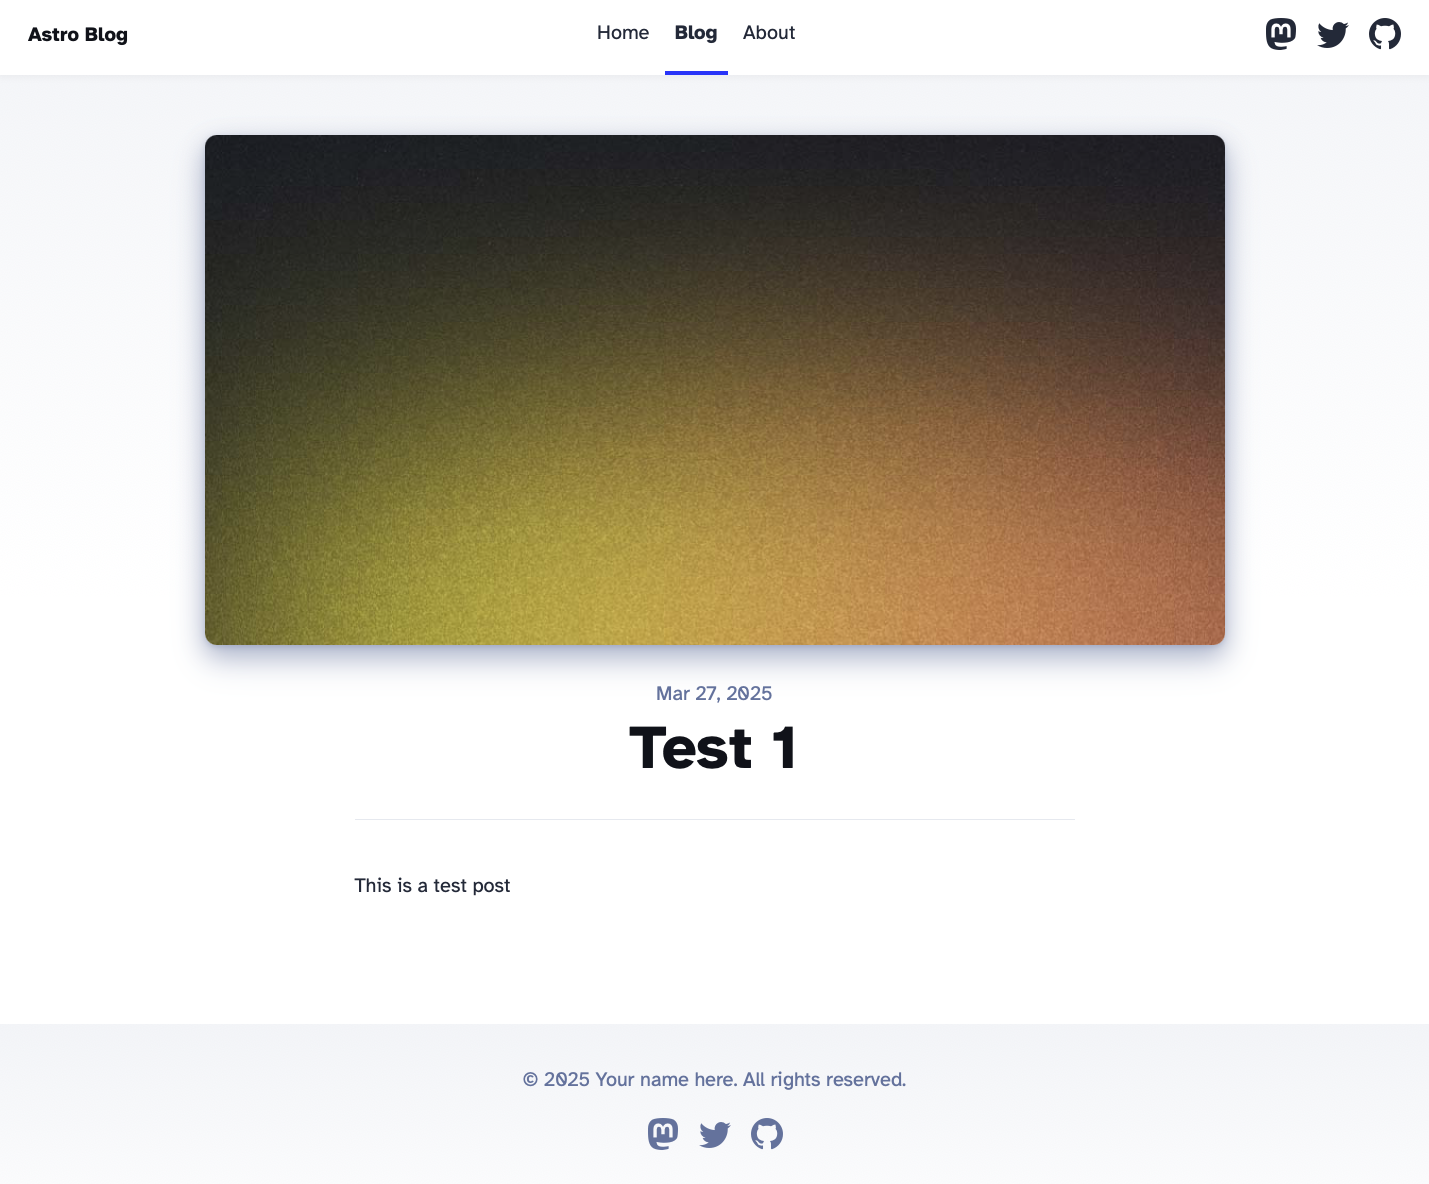 Astro Blog
Home Blog About
Mar 27, 2025
Test 1
This is a test post
© 2025 Your name here. All rights reserved.